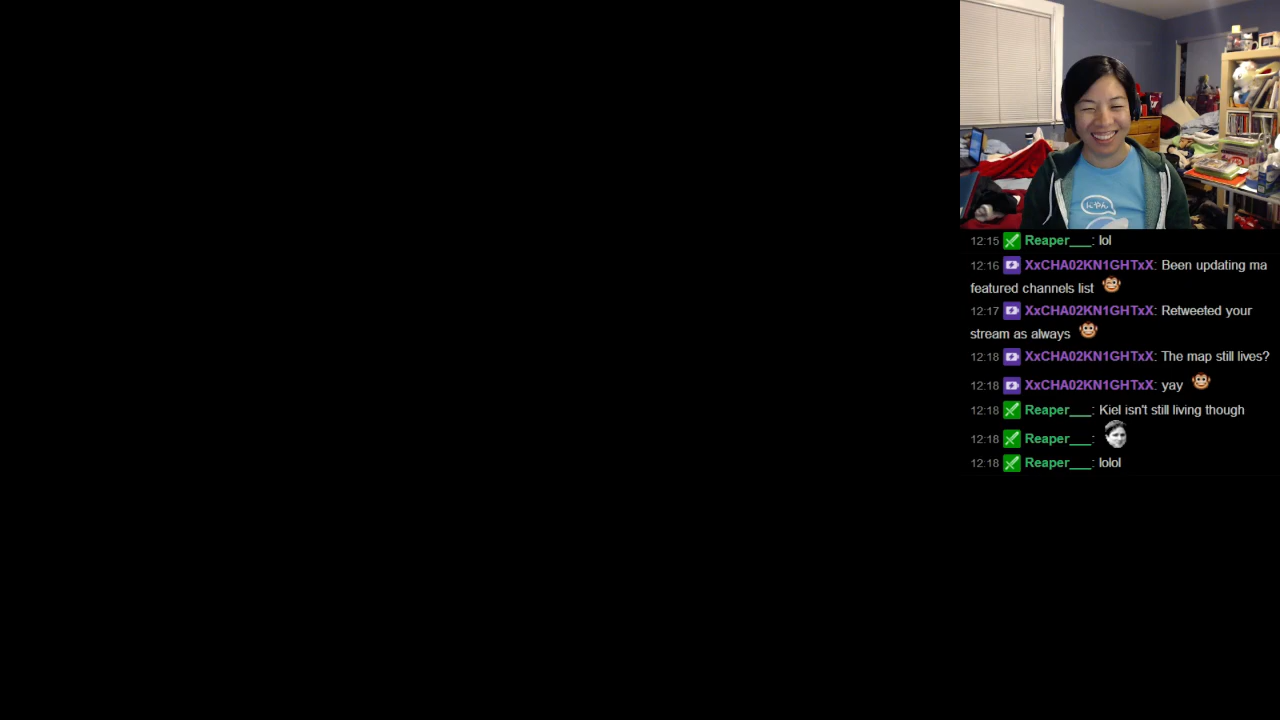 hiph.
12:15 Reaper___: lol
12:16 XxCHA02KN1GHTxX: Been updating ma
featured channels list
12:17 XxCHA02KN1GHTxX: Retweeted your
stream as always
12:18 XxCHA02KN1GHTxX: The map still lives?
12:18 XxCHA02KN1GHTxX: yay
12:18 Reaper___: Kiel isn't still living though
12:18 Reaper___:
12:18 Reaper___: lolol